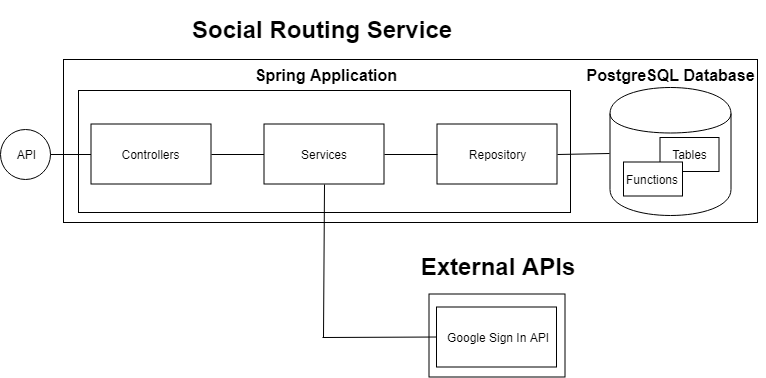 Social Routing Service
Spring Application
PostgreSQL Database
API
Controllers
Services
Repository
Tables
Functions
External APIs
Google Sign In API